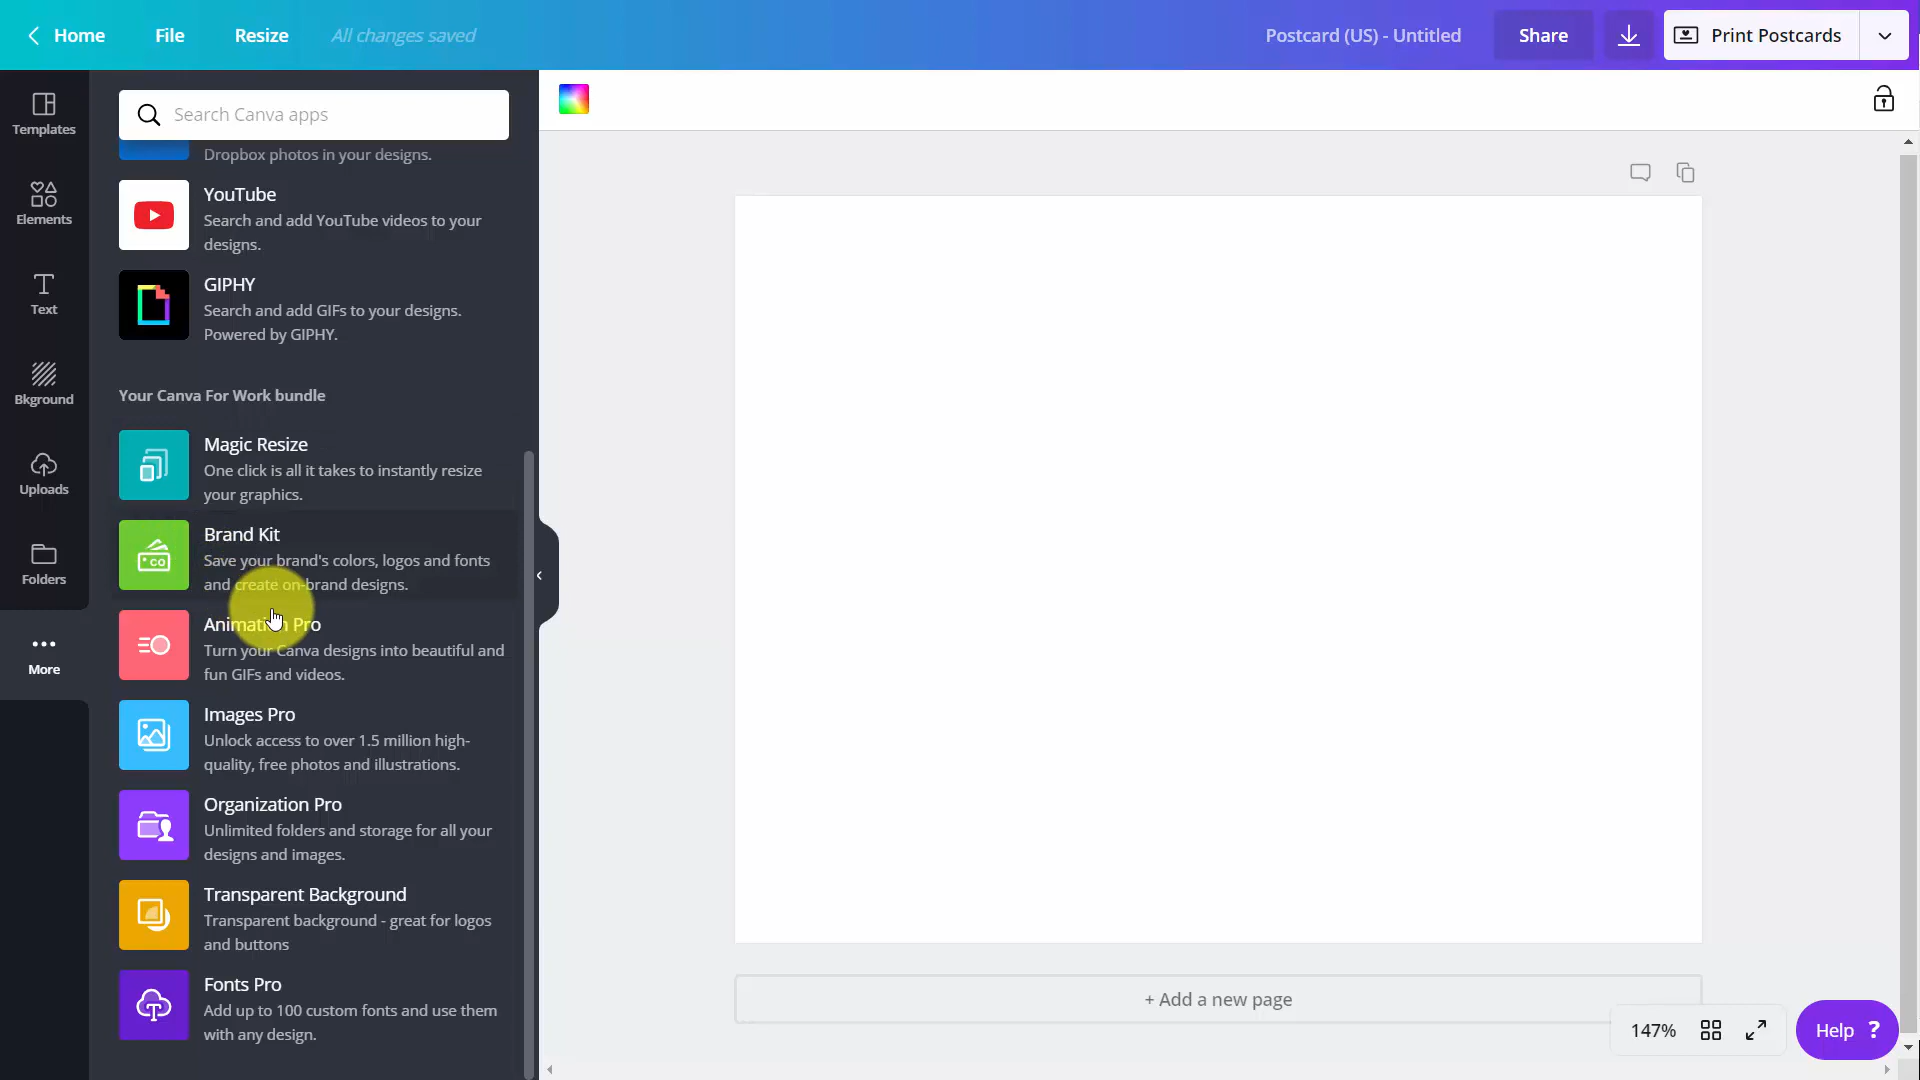 Home
File
Resize
All changes saved
Postcard (US) - Untitled
Share
Print Postcards
Templates
Elements
Text
Bkground
Uploads
Folders
More
Search Canva apps
Dropbox photos in your designs.
YouTube
Search and add YouTube videos to your
designs.
GIPHY
Search and add GIFs to your designs.
Powered by GIPHY.
Your Canva For Work bundle
Magic Resize
One click is all it takes to instantly resize
your graphics.
Brand Kit
CO
Save your brand's colors, logos and fonts
and create on-brand designs.
Animation Pro
Turn your Canva designs into beautiful and
fun GIFs and videos.
Images Pro
Unlock access to over 1.5 million high-
quality, free photos and illustrations.
Organization Pro
Unlimited folders and storage for all your
designs and images.
Transparent Background
Transparent background - great for logos
and buttons
Fonts Pro
Add up to 100 custom fonts and use them
with any design.
+ Add a new page
147%
Help ?